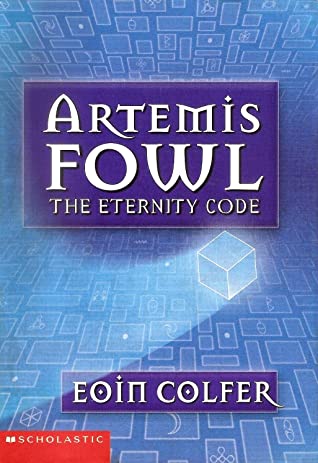 ARTEMIS
FOWL
THE ETERNITY CODE
EOIN COLFER
SCHOLASTIC